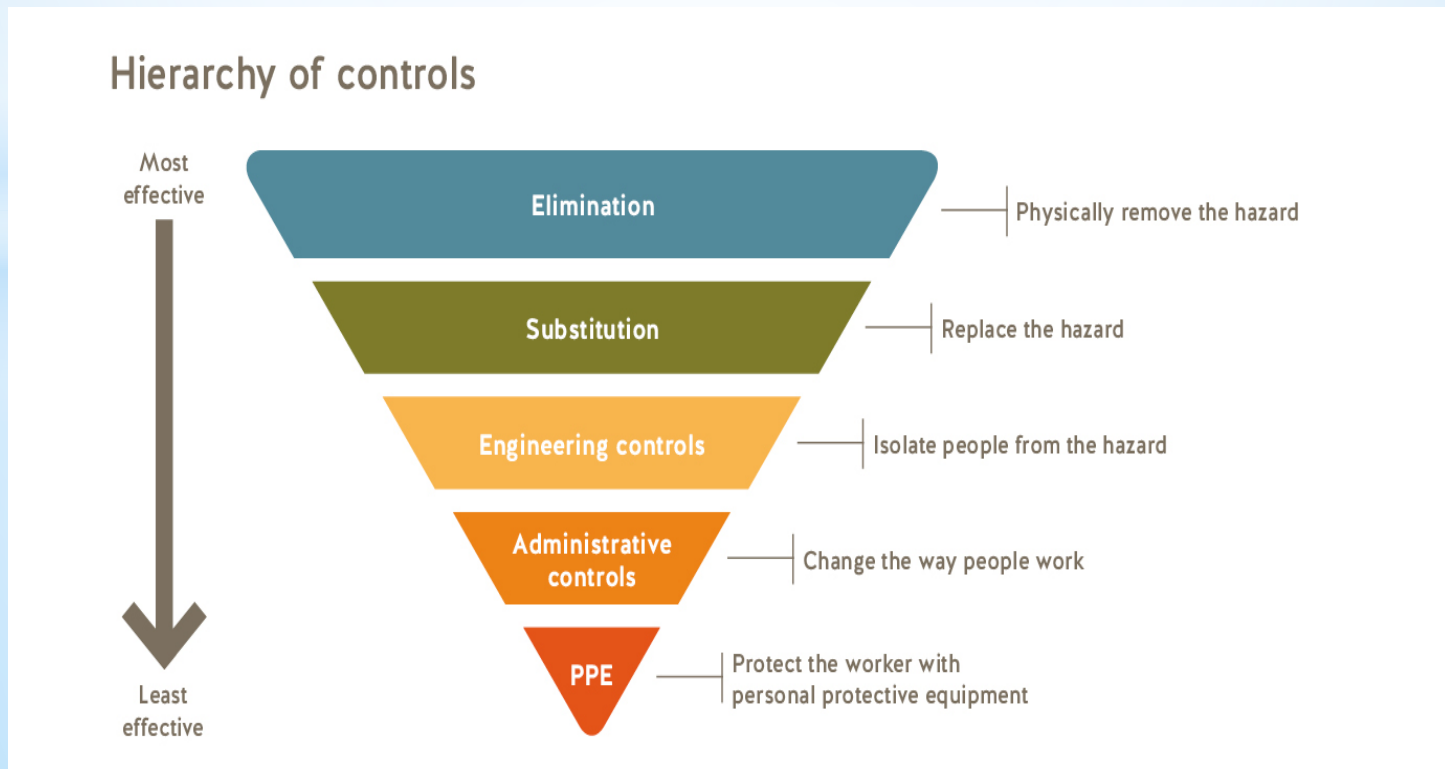 Hierarchy of controls
Most
effective
Elimination
Physically remove the hazard
Substitution
Replace the hazard
Engineering controls
Isolate people from the hazard
Administrative
controls
Change the way people work
PPE
Protect the worker with
personal protective equipment
Least
effective